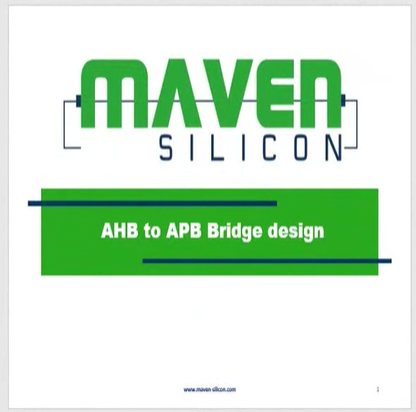 MAVEN
SILICON
AHB to APB Bridge design
www.maven-silicon.com
1